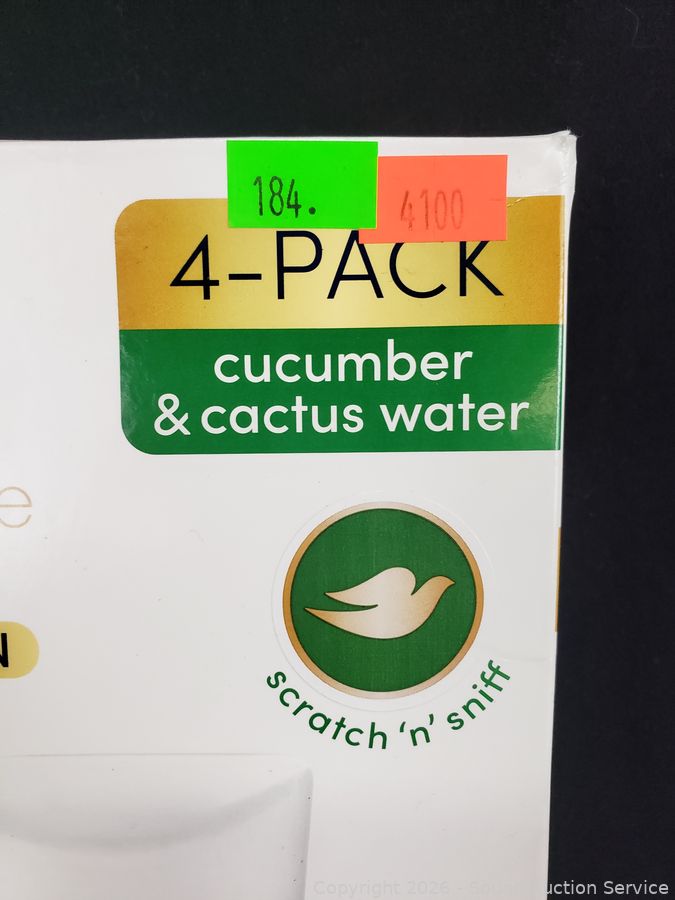 184.
4100
4-PACK
cucumber
& cactus water
e
N
scratch 'n' sniff
Copyright 2026 - Sound Auction Service